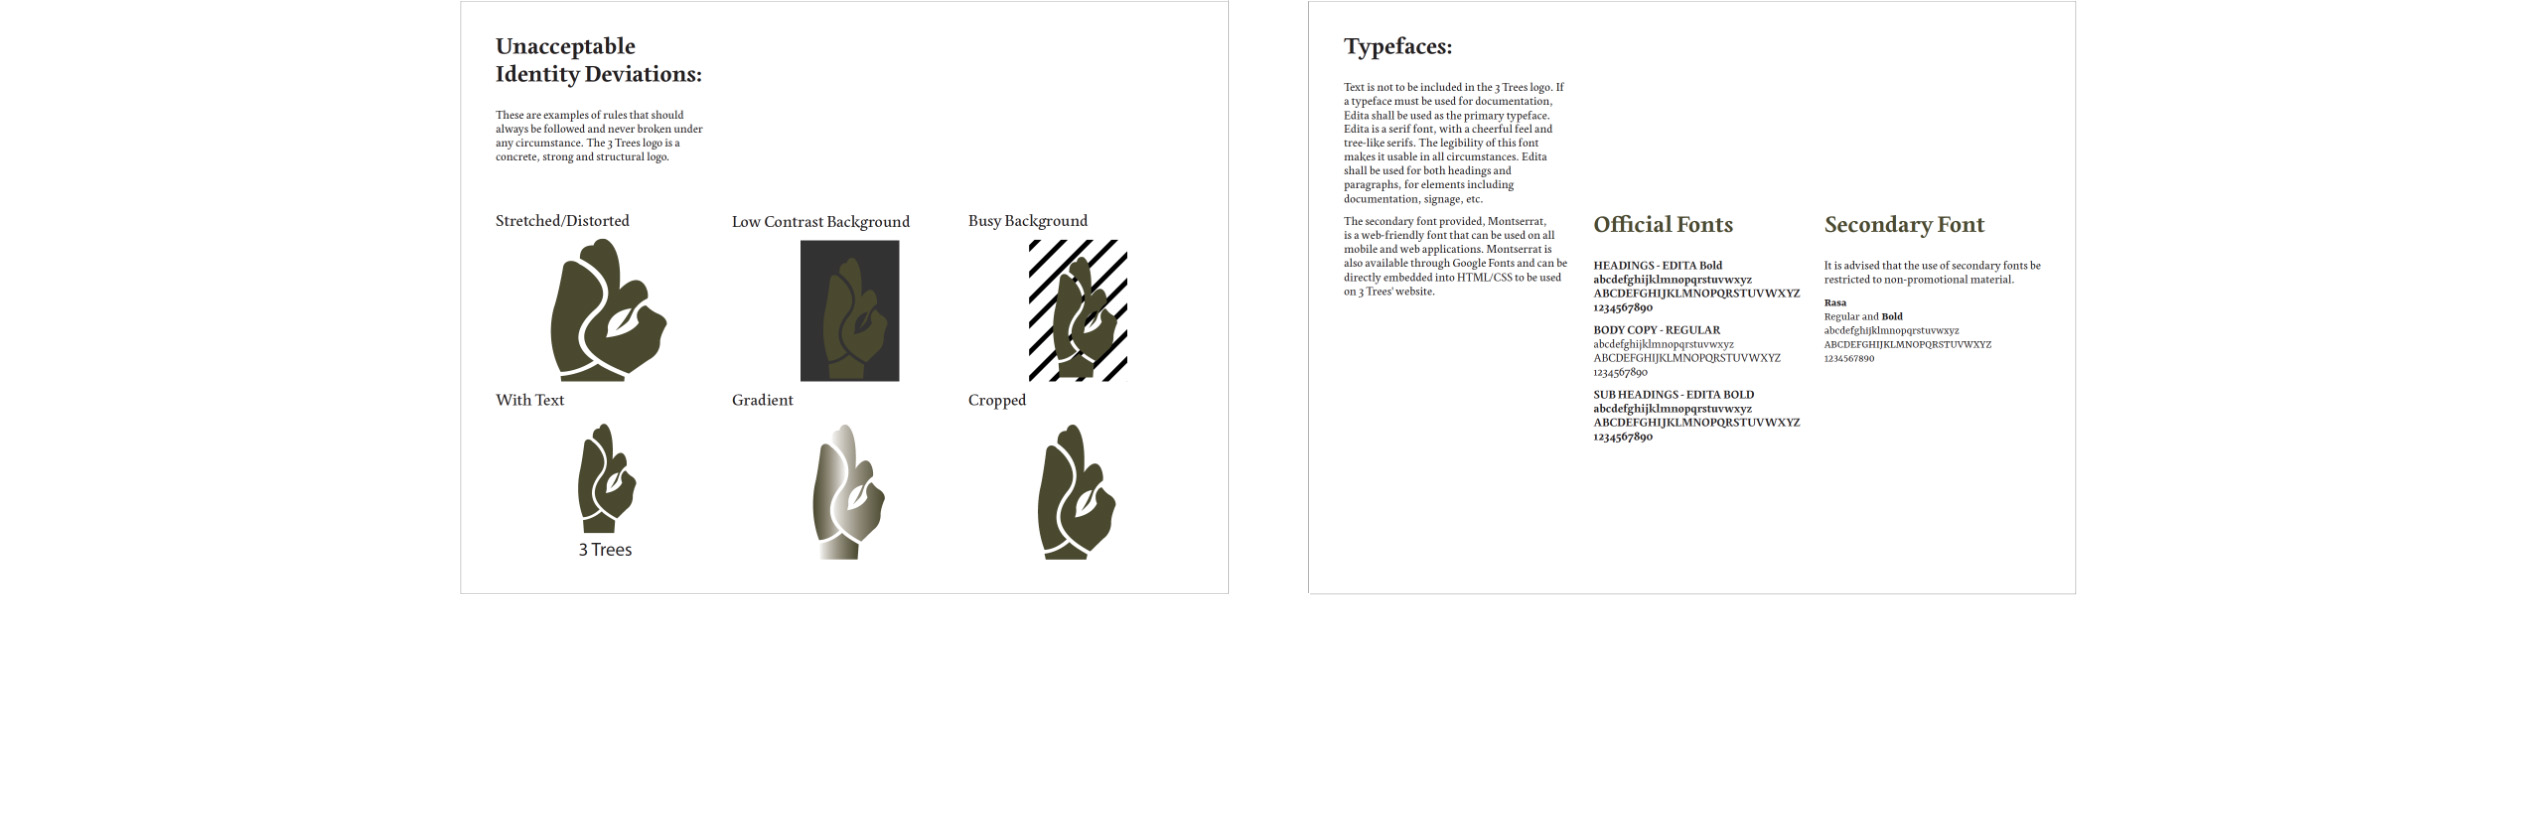 Unacceptable
Identity Deviations:
These are examples of rules that should
always be followed and never broken under
any circumstance. The 3 Trees logo is a
concrete, strong and structural logo.
Stretched/Distorted
Low Contrast Background
Busy Background
With Text
Gradient
Cropped
3 Trees
Typefaces:
Text is not to be included in the 3 Trees logo. If
a typeface must be used for documentation,
Edita shall be used as the primary typeface.
Edita is a serif font, with a cheerful feel and
tree-like serifs. The legibility of this font
makes it usable in all circumstances. Edita
shall be used for both headings and
paragraphs, for elements including
documentation, signage, etc.
The secondary font provided, Montserrat,
is a web-friendly font that can be used on all
mobile and web applications. Montserrat is
also available through Google Fonts and can be
directly embedded into HTML/CSS to be used
on 3 Trees' website.
Official Fonts
HEADINGS - EDITA Bold
abcdefghijklmnopqrstuvwxyz
ABCDEFGHIJKLMNOPQRSTUVWXYZ
1234567890
BODY COPY - REGULAR
abcdefghijklmnopqrstuvwxyz
ABCDEFGHIJKLMNOPQRSTUVWXYZ
1234567890
SUB HEADINGS - EDITA BOLD
abcdefghijklmnopqrstuvwxyz
ABCDEFGHIJKLMNOPQRSTUVWXYZ
1234567890
Secondary Font
It is advised that the use of secondary fonts be
restricted to non-promotional material.
Rasa
Regular and Bold
abcdefghijklmnopqrstuvwxyz
ABCDEFGHIJKLMNOPQRSTUVWXYZ
1234567890